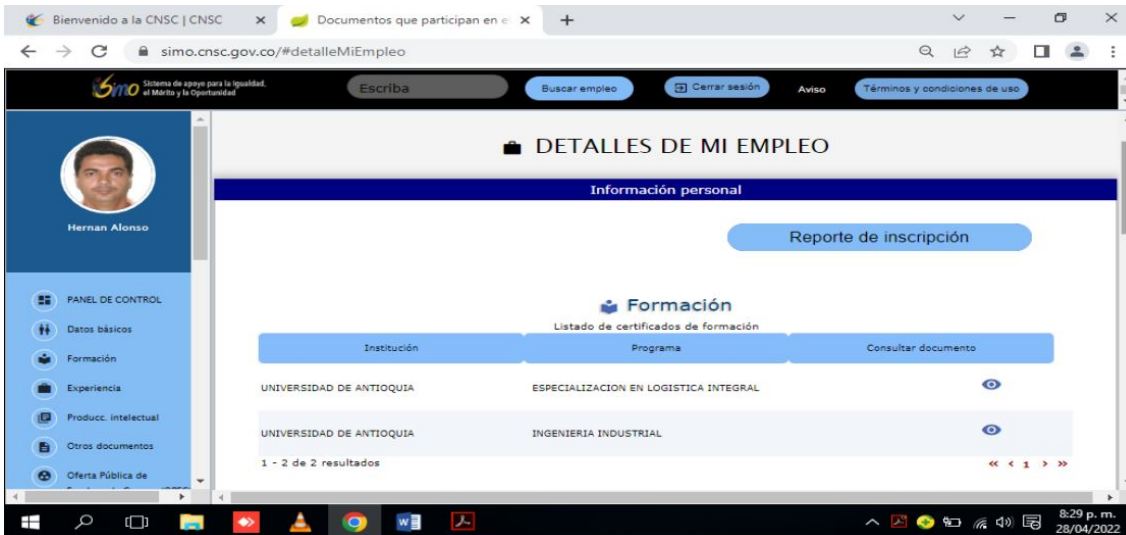 Bienvenido a la CNSC | CNSC
Documentos que participan en e
simo.cnsc.gov.co/#detalleMiEmpleo
Simo Sistema de apoyo para la Igualdad,
el Mérito y la Oportunidad
Escriba
Buscar empleo
Cerrar sesión
Aviso
Términos y condiciones de uso
DETALLES DE MI EMPLEO
Información personal
Hernan Alonso
Reporte de inscripción
PANEL DE CONTROL
Datos básicos
Formación
Experiencia
Producc. intelectual
Otros documentos
Oferta Pública de
Formación
Listado de certificados de formación
Institución Programa Consultar documento
UNIVERSIDAD DE ANTIOQUIA ESPECIALIZACION EN LOGISTICA INTEGRAL
UNIVERSIDAD DE ANTIOQUIA INGENIERIA INDUSTRIAL
1 - 2 de 2 resultados
« ‹ 1 › »
8:29 p. m.
28/04/2022